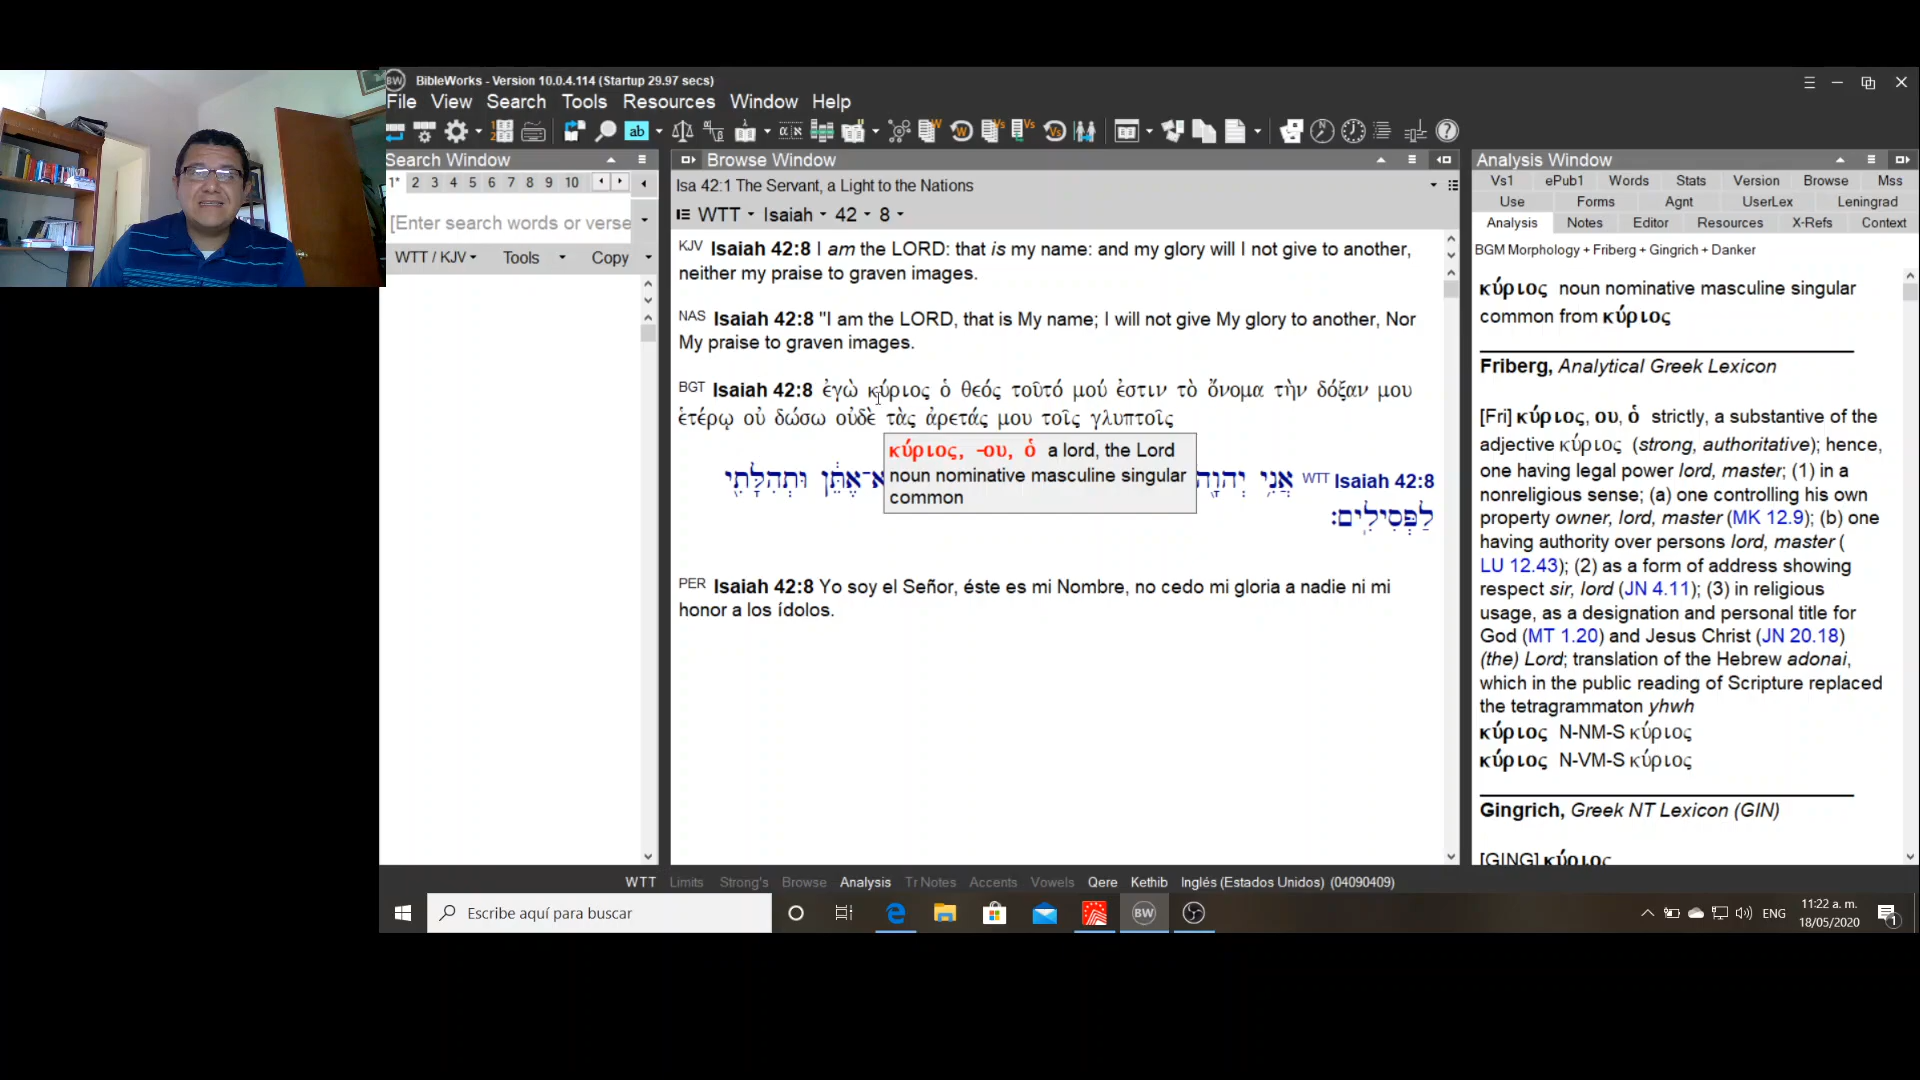 BW BibleWorks - Version 10.0.4.114 (Startup 29.97 secs)
File View Search Tools Resources Window Help
Search Window
1* 2 3 4 5 6 7 8 9 10
[Enter search words or verse
WTT / KJV Tools Copy
Browse Window
Isa 42:1 The Servant, a Light to the Nations
WTT Isaiah 42 8
KJV Isaiah 42:8 I am the LORD: that is my name: and my glory will I not give to another,
neither my praise to graven images.
NAS Isaiah 42:8 "I am the LORD, that is My name; I will not give My glory to another, Nor
My praise to graven images.
BGT Isaiah 42:8 ἐγὼ κύριος ὁ θεός τοῦτό μού ἐστιν τὸ ὄνομα τὴν δόξαν μου
ἑτέρῳ οὐ δώσω οὐδὲ τὰς ἀρετάς μου τοῖς γλυπτοῖς
κύριος, -ου, ὁ a lord, the Lord
noun nominative masculine singular
common
WTT Isaiah 42:8 אֲנִ֥י יְהוָ֖ה א־אֶתֵּ֔ן וּתְהִלָּתִ֖י
לַפְּסִילִֽים׃
PER Isaiah 42:8 Yo soy el Señor, éste es mi Nombre, no cedo mi gloria a nadie ni mi
honor a los ídolos.
Analysis Window
Vs1 ePub1 Words Stats Version Browse Mss
Use Forms Agnt UserLex Leningrad
Analysis Notes Editor Resources X-Refs Context
BGM Morphology + Friberg + Gingrich + Danker
κύριος noun nominative masculine singular
common from κύριος
Friberg, Analytical Greek Lexicon
[Fri] κύριος, ου, ὁ strictly, a substantive of the
adjective κύριος (strong, authoritative); hence,
one having legal power lord, master; (1) in a
nonreligious sense; (a) one controlling his own
property owner, lord, master (MK 12.9); (b) one
having authority over persons lord, master (
LU 12.43); (2) as a form of address showing
respect sir, lord (JN 4.11); (3) in religious
usage, as a designation and personal title for
God (MT 1.20) and Jesus Christ (JN 20.18)
(the) Lord; translation of the Hebrew adonai,
which in the public reading of Scripture replaced
the tetragrammaton yhwh
κύριος N-NM-S κύριος
κύριος N-VM-S κύριος
Gingrich, Greek NT Lexicon (GIN)
[GING] κύριος
WTT Limits Strong's Browse Analysis Tr Notes Accents Vowels Qere Kethib Inglés (Estados Unidos) (04090409)
Escribe aquí para buscar
BW
ENG
11:22 a. m.
18/05/2020
1